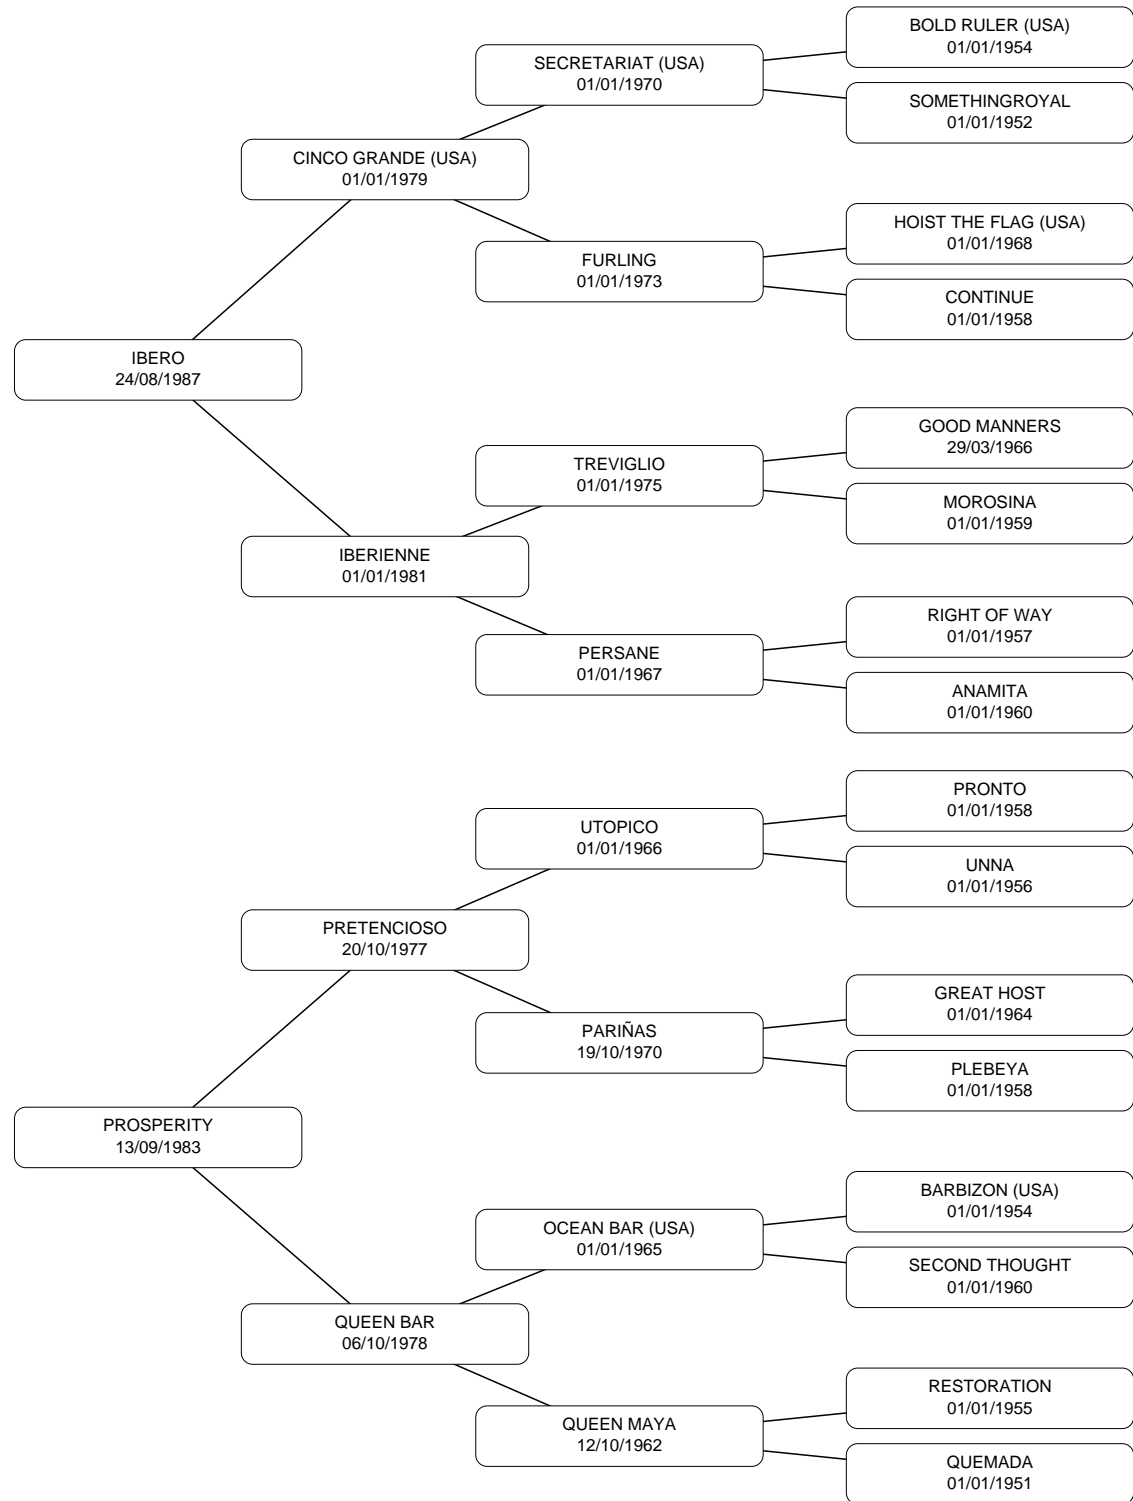 BOLD RULER (USA)
01/01/1954
SECRETARIAT (USA)
01/01/1970
SOMETHINGROYAL
01/01/1952
CINCO GRANDE (USA)
01/01/1979
HOIST THE FLAG (USA)
01/01/1968
FURLING
01/01/1973
CONTINUE
01/01/1958
IBERO
24/08/1987
GOOD MANNERS
29/03/1966
TREVIGLIO
01/01/1975
MOROSINA
01/01/1959
IBERIENNE
01/01/1981
RIGHT OF WAY
01/01/1957
PERSANE
01/01/1967
ANAMITA
01/01/1960
PRONTO
01/01/1958
UTOPICO
01/01/1966
UNNA
01/01/1956
PRETENCIOSO
20/10/1977
GREAT HOST
01/01/1964
PARIÑAS
19/10/1970
PLEBEYA
01/01/1958
PROSPERITY
13/09/1983
BARBIZON (USA)
01/01/1954
OCEAN BAR (USA)
01/01/1965
SECOND THOUGHT
01/01/1960
QUEEN BAR
06/10/1978
RESTORATION
01/01/1955
QUEEN MAYA
12/10/1962
QUEMADA
01/01/1951